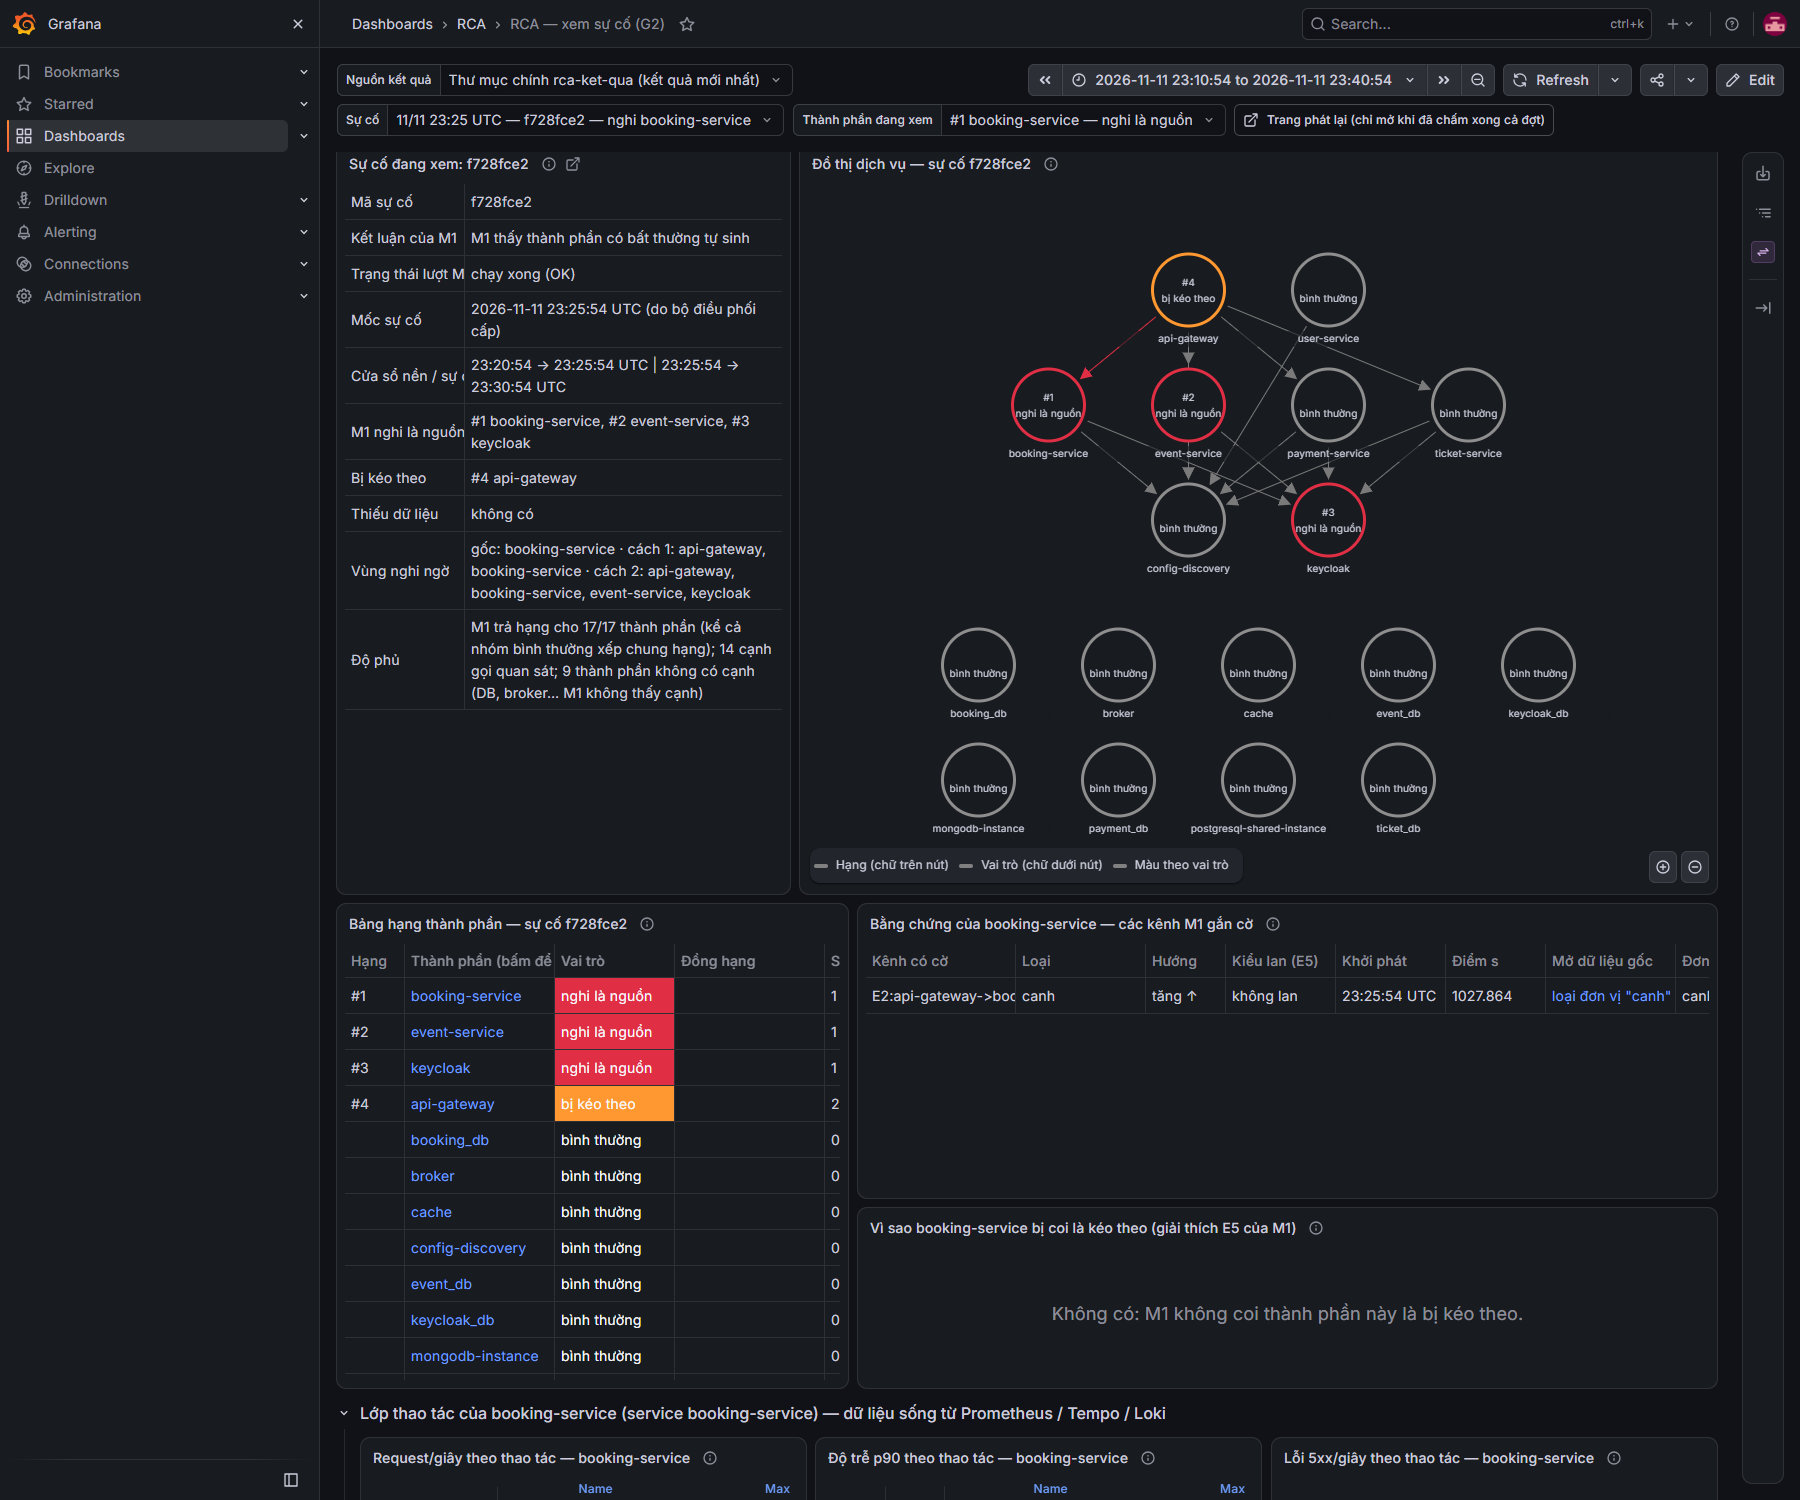 Grafana
Dashboards › RCA › RCA — xem sự cố (G2)
Search...
ctrl+k
Bookmarks
Starred
Dashboards
Explore
Drilldown
Alerting
Connections
Administration
Nguồn kết quả
Thư mục chính rca-ket-qua (kết quả mới nhất)
2026-11-11 23:10:54 to 2026-11-11 23:40:54
Refresh
Edit
Sự cố
11/11 23:25 UTC — f728fce2 — nghi booking-service
Thành phần đang xem
#1 booking-service — nghi là nguồn
Trang phát lại (chỉ mở khi đã chấm xong cả đợt)
Sự cố đang xem: f728fce2
Mã sự cố
f728fce2
Kết luận của M1
M1 thấy thành phần có bất thường tự sinh
Trạng thái lượt M
chạy xong (OK)
Mốc sự cố
2026-11-11 23:25:54 UTC (do bộ điều phối
cấp)
Cửa sổ nền / sự c
23:20:54 → 23:25:54 UTC | 23:25:54 →
23:30:54 UTC
M1 nghi là nguồn
#1 booking-service, #2 event-service, #3
keycloak
Bị kéo theo
#4 api-gateway
Thiếu dữ liệu
không có
Vùng nghi ngờ
gốc: booking-service · cách 1: api-gateway,
booking-service · cách 2: api-gateway,
booking-service, event-service, keycloak
Độ phủ
M1 trả hạng cho 17/17 thành phần (kể cả
nhóm bình thường xếp chung hạng); 14 cạnh
gọi quan sát; 9 thành phần không có cạnh
(DB, broker... M1 không thấy cạnh)
Đồ thị dịch vụ — sự cố f728fce2
#4
bị kéo theo
api-gateway
bình thường
user-service
#1
nghi là nguồn
booking-service
#2
nghi là nguồn
event-service
bình thường
payment-service
bình thường
ticket-service
bình thường
config-discovery
#3
nghi là nguồn
keycloak
bình thường
booking_db
bình thường
broker
bình thường
cache
bình thường
event_db
bình thường
keycloak_db
bình thường
mongodb-instance
bình thường
payment_db
bình thường
postgresql-shared-instance
bình thường
ticket_db
Hạng (chữ trên nút)
Vai trò (chữ dưới nút)
Màu theo vai trò
Bảng hạng thành phần — sự cố f728fce2
Hạng
Thành phần (bấm để
Vai trò
Đồng hạng
S
#1 booking-service nghi là nguồn 1
#2 event-service nghi là nguồn 1
#3 keycloak nghi là nguồn 1
#4 api-gateway bị kéo theo 2
booking_db bình thường 0
broker bình thường 0
cache bình thường 0
config-discovery bình thường 0
event_db bình thường 0
keycloak_db bình thường 0
mongodb-instance bình thường 0
Bằng chứng của booking-service — các kênh M1 gắn cờ
Kênh có cờ
Loại
Hướng
Kiểu lan (E5)
Khởi phát
Điểm s
Mở dữ liệu gốc
Đơn
E2:api-gateway->boo
canh
tăng ↑
không lan
23:25:54 UTC
1027.864
loại đơn vị "canh"
canh
Vì sao booking-service bị coi là kéo theo (giải thích E5 của M1)
Không có: M1 không coi thành phần này là bị kéo theo.
Lớp thao tác của booking-service (service booking-service) — dữ liệu sống từ Prometheus / Tempo / Loki
Request/giây theo thao tác — booking-service
Name
Max
Độ trễ p90 theo thao tác — booking-service
Name
Max
Lỗi 5xx/giây theo thao tác — booking-service